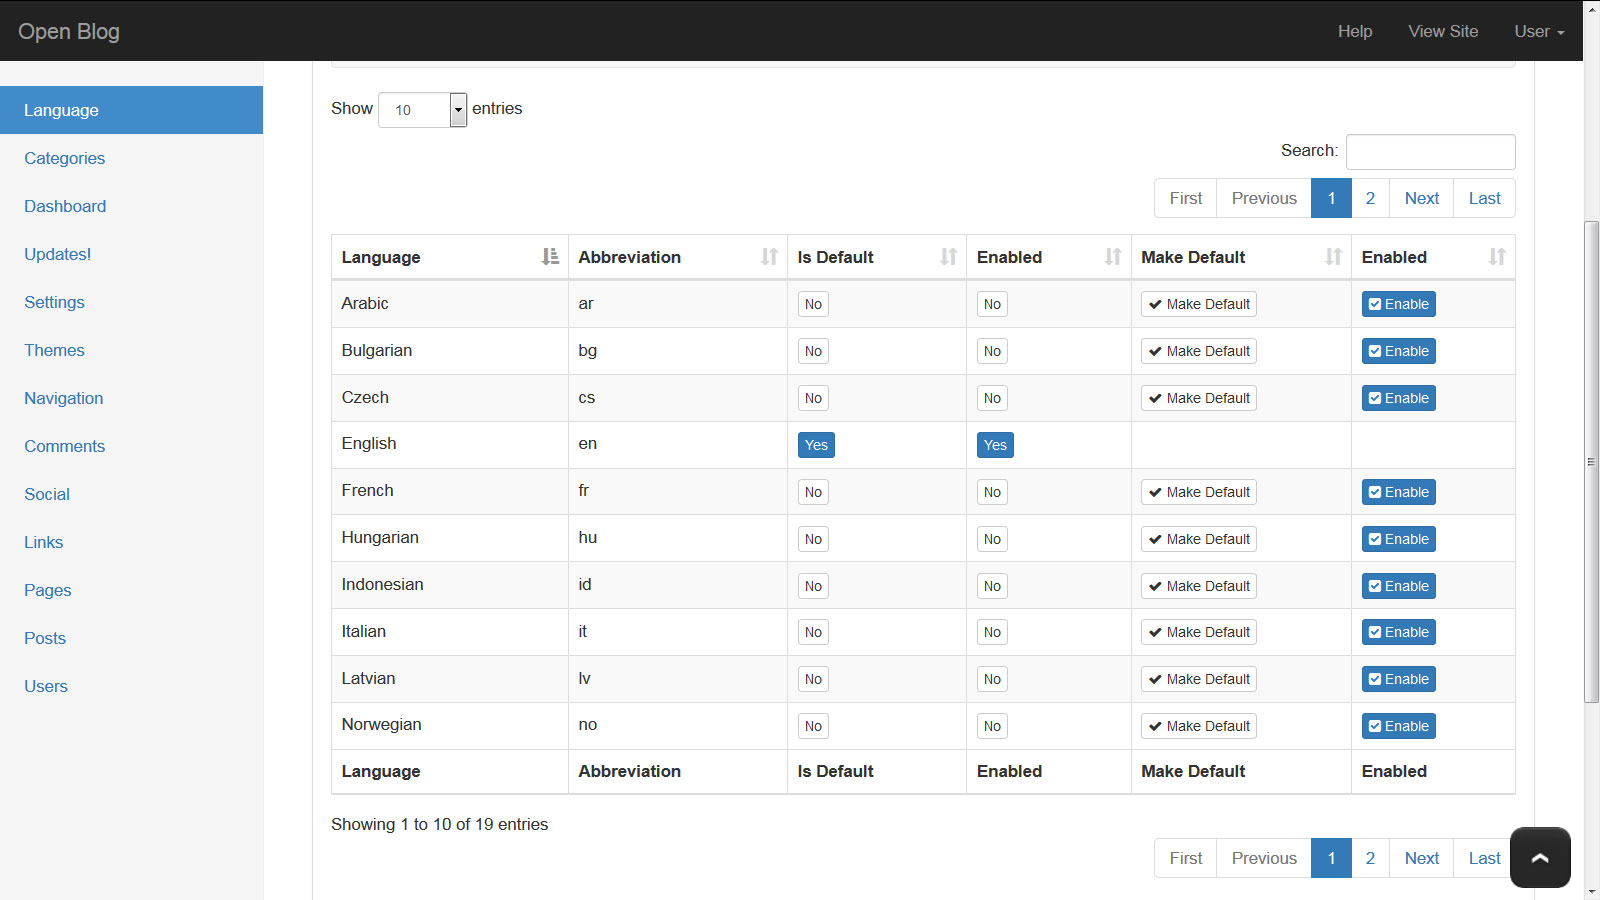 Open Blog
Help View Site User
Language
Categories
Dashboard
Updates!
Settings
Themes
Navigation
Comments
Social
Links
Pages
Posts
Users
Show 10 entries
Search:
First Previous 1 2 Next Last
Language Abbreviation Is Default Enabled Make Default Enabled
Arabic ar No No Make Default Enable
Bulgarian bg No No Make Default Enable
Czech cs No No Make Default Enable
English en Yes Yes
French fr No No Make Default Enable
Hungarian hu No No Make Default Enable
Indonesian id No No Make Default Enable
Italian it No No Make Default Enable
Latvian lv No No Make Default Enable
Norwegian no No No Make Default Enable
Language Abbreviation Is Default Enabled Make Default Enabled
Showing 1 to 10 of 19 entries
First Previous 1 2 Next Last